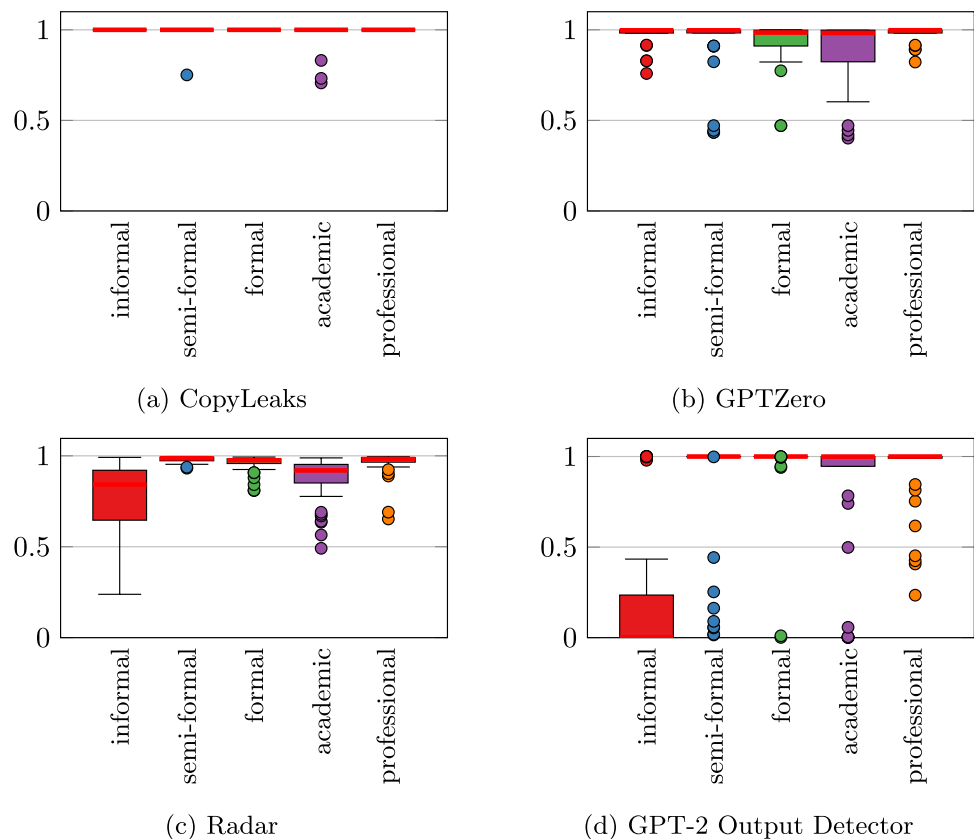 1
0.5
0
informal
semi-formal
formal
academic
professional
(a) CopyLeaks
1
0.5
0
informal
semi-formal
formal
academic
professional
(b) GPTZero
1
0.5
0
informal
semi-formal
formal
academic
professional
(c) Radar
1
0.5
0
informal
semi-formal
formal
academic
professional
(d) GPT-2 Output Detector